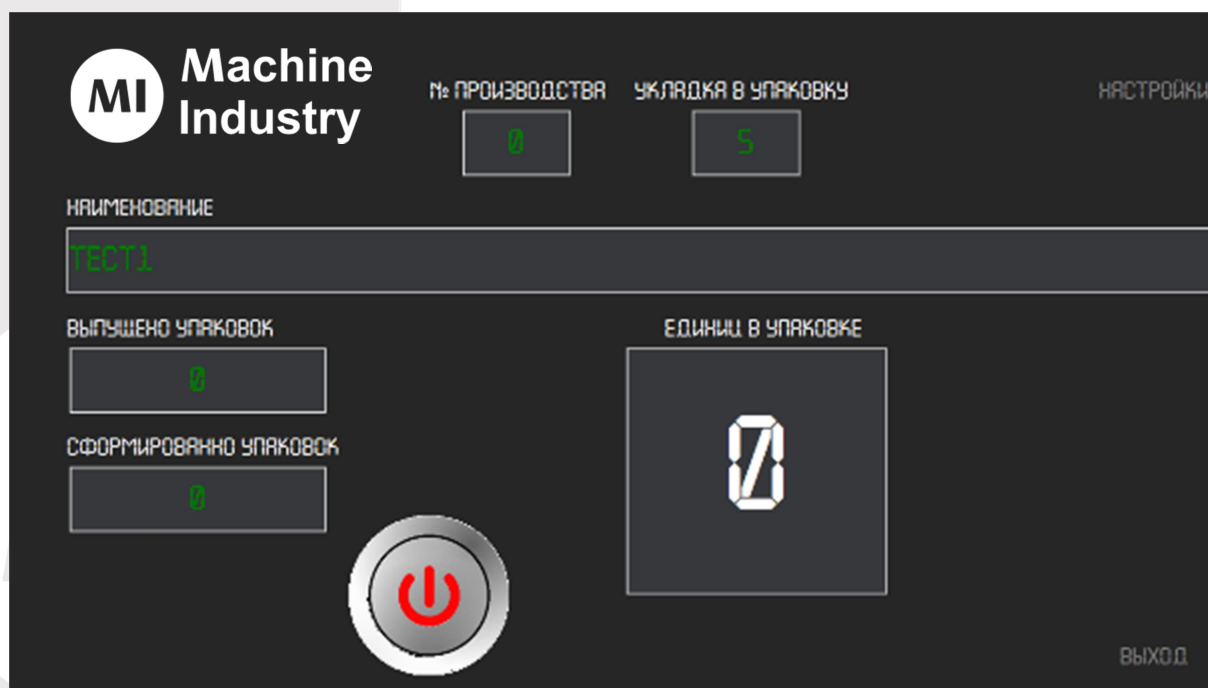 MI Machine
Industry
№ ПРОИЗВОДСТВА УКЛАДКА В УПАКОВКУ НАСТРОЙКИ
0 5
НАИМЕНОВАНИЕ
ТЕСТ1
ВЫПУЩЕНО УПАКОВОК ЕДИНИЦ В УПАКОВКЕ
0
0
СФОРМИРОВАННО УПАКОВОК
0
ВЫХОД